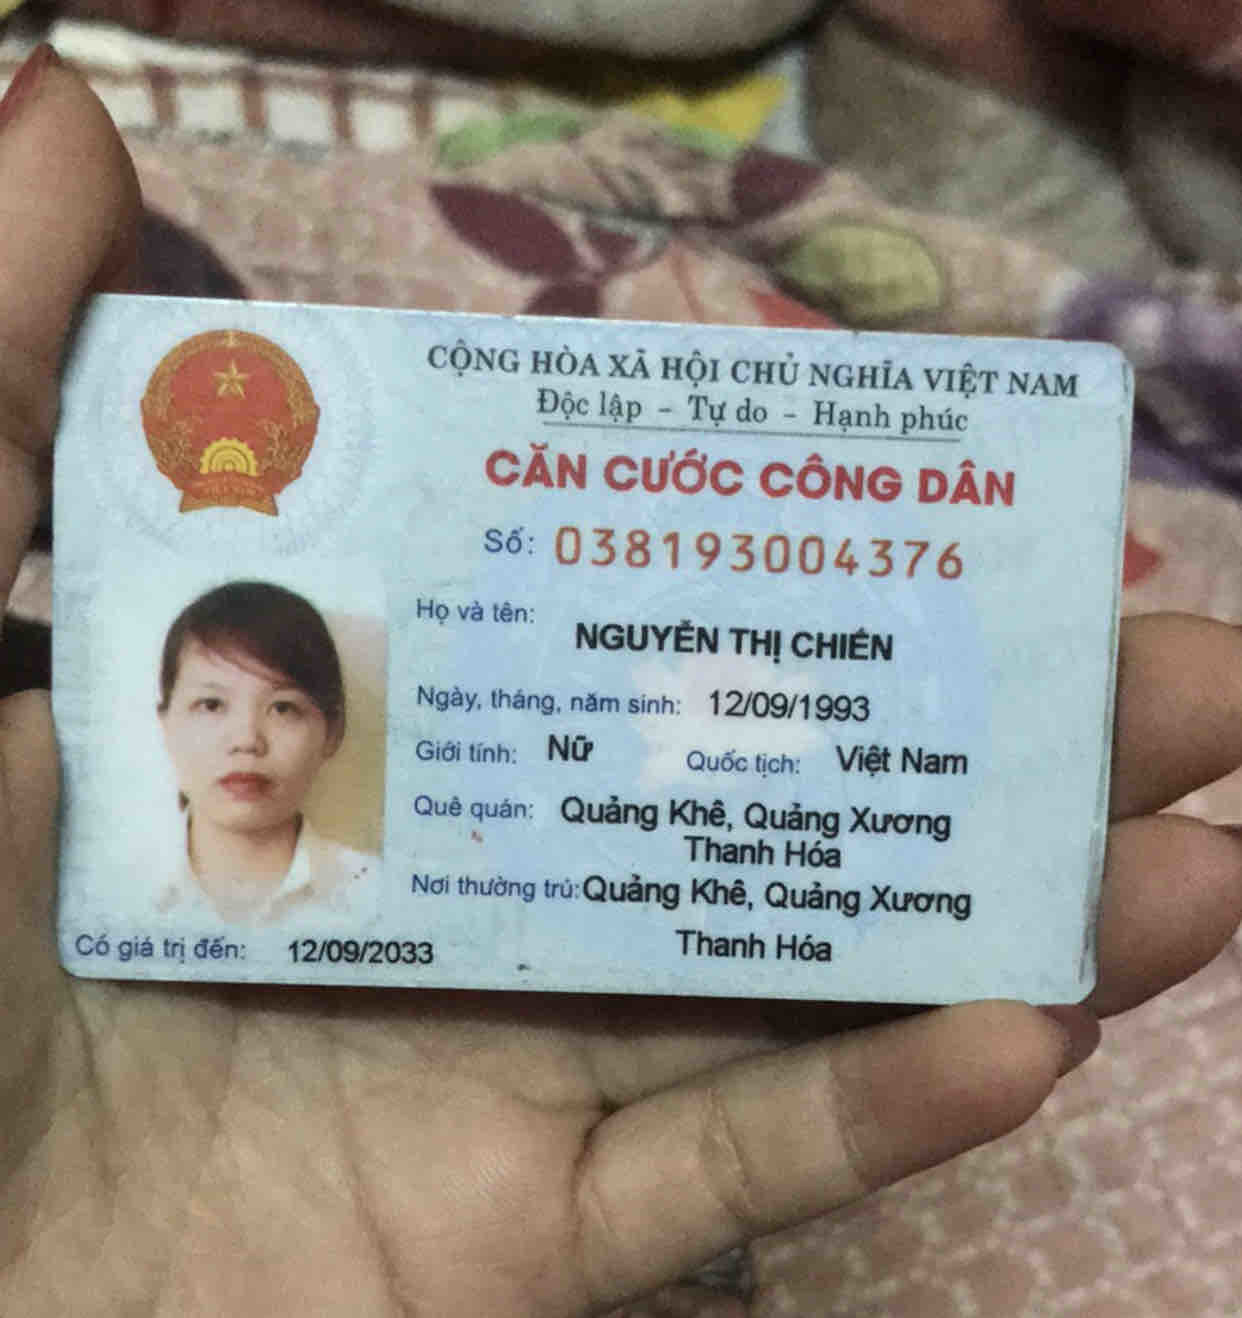 CỘNG HÒA XÃ HỘI CHỦ NGHĨA VIỆT NAM
Độc lập - Tự do - Hạnh phúc
CĂN CƯỚC CÔNG DÂN
Số: 038193004376
Họ và tên:
NGUYỄN THỊ CHIÊN
Ngày, tháng, năm sinh: 12/09/1993
Giới tính: Nữ Quốc tịch: Việt Nam
Quê quán: Quảng Khê, Quảng Xương
Thanh Hóa
Nơi thường trú: Quảng Khê, Quảng Xương
Thanh Hóa
Có giá trị đến: 12/09/2033